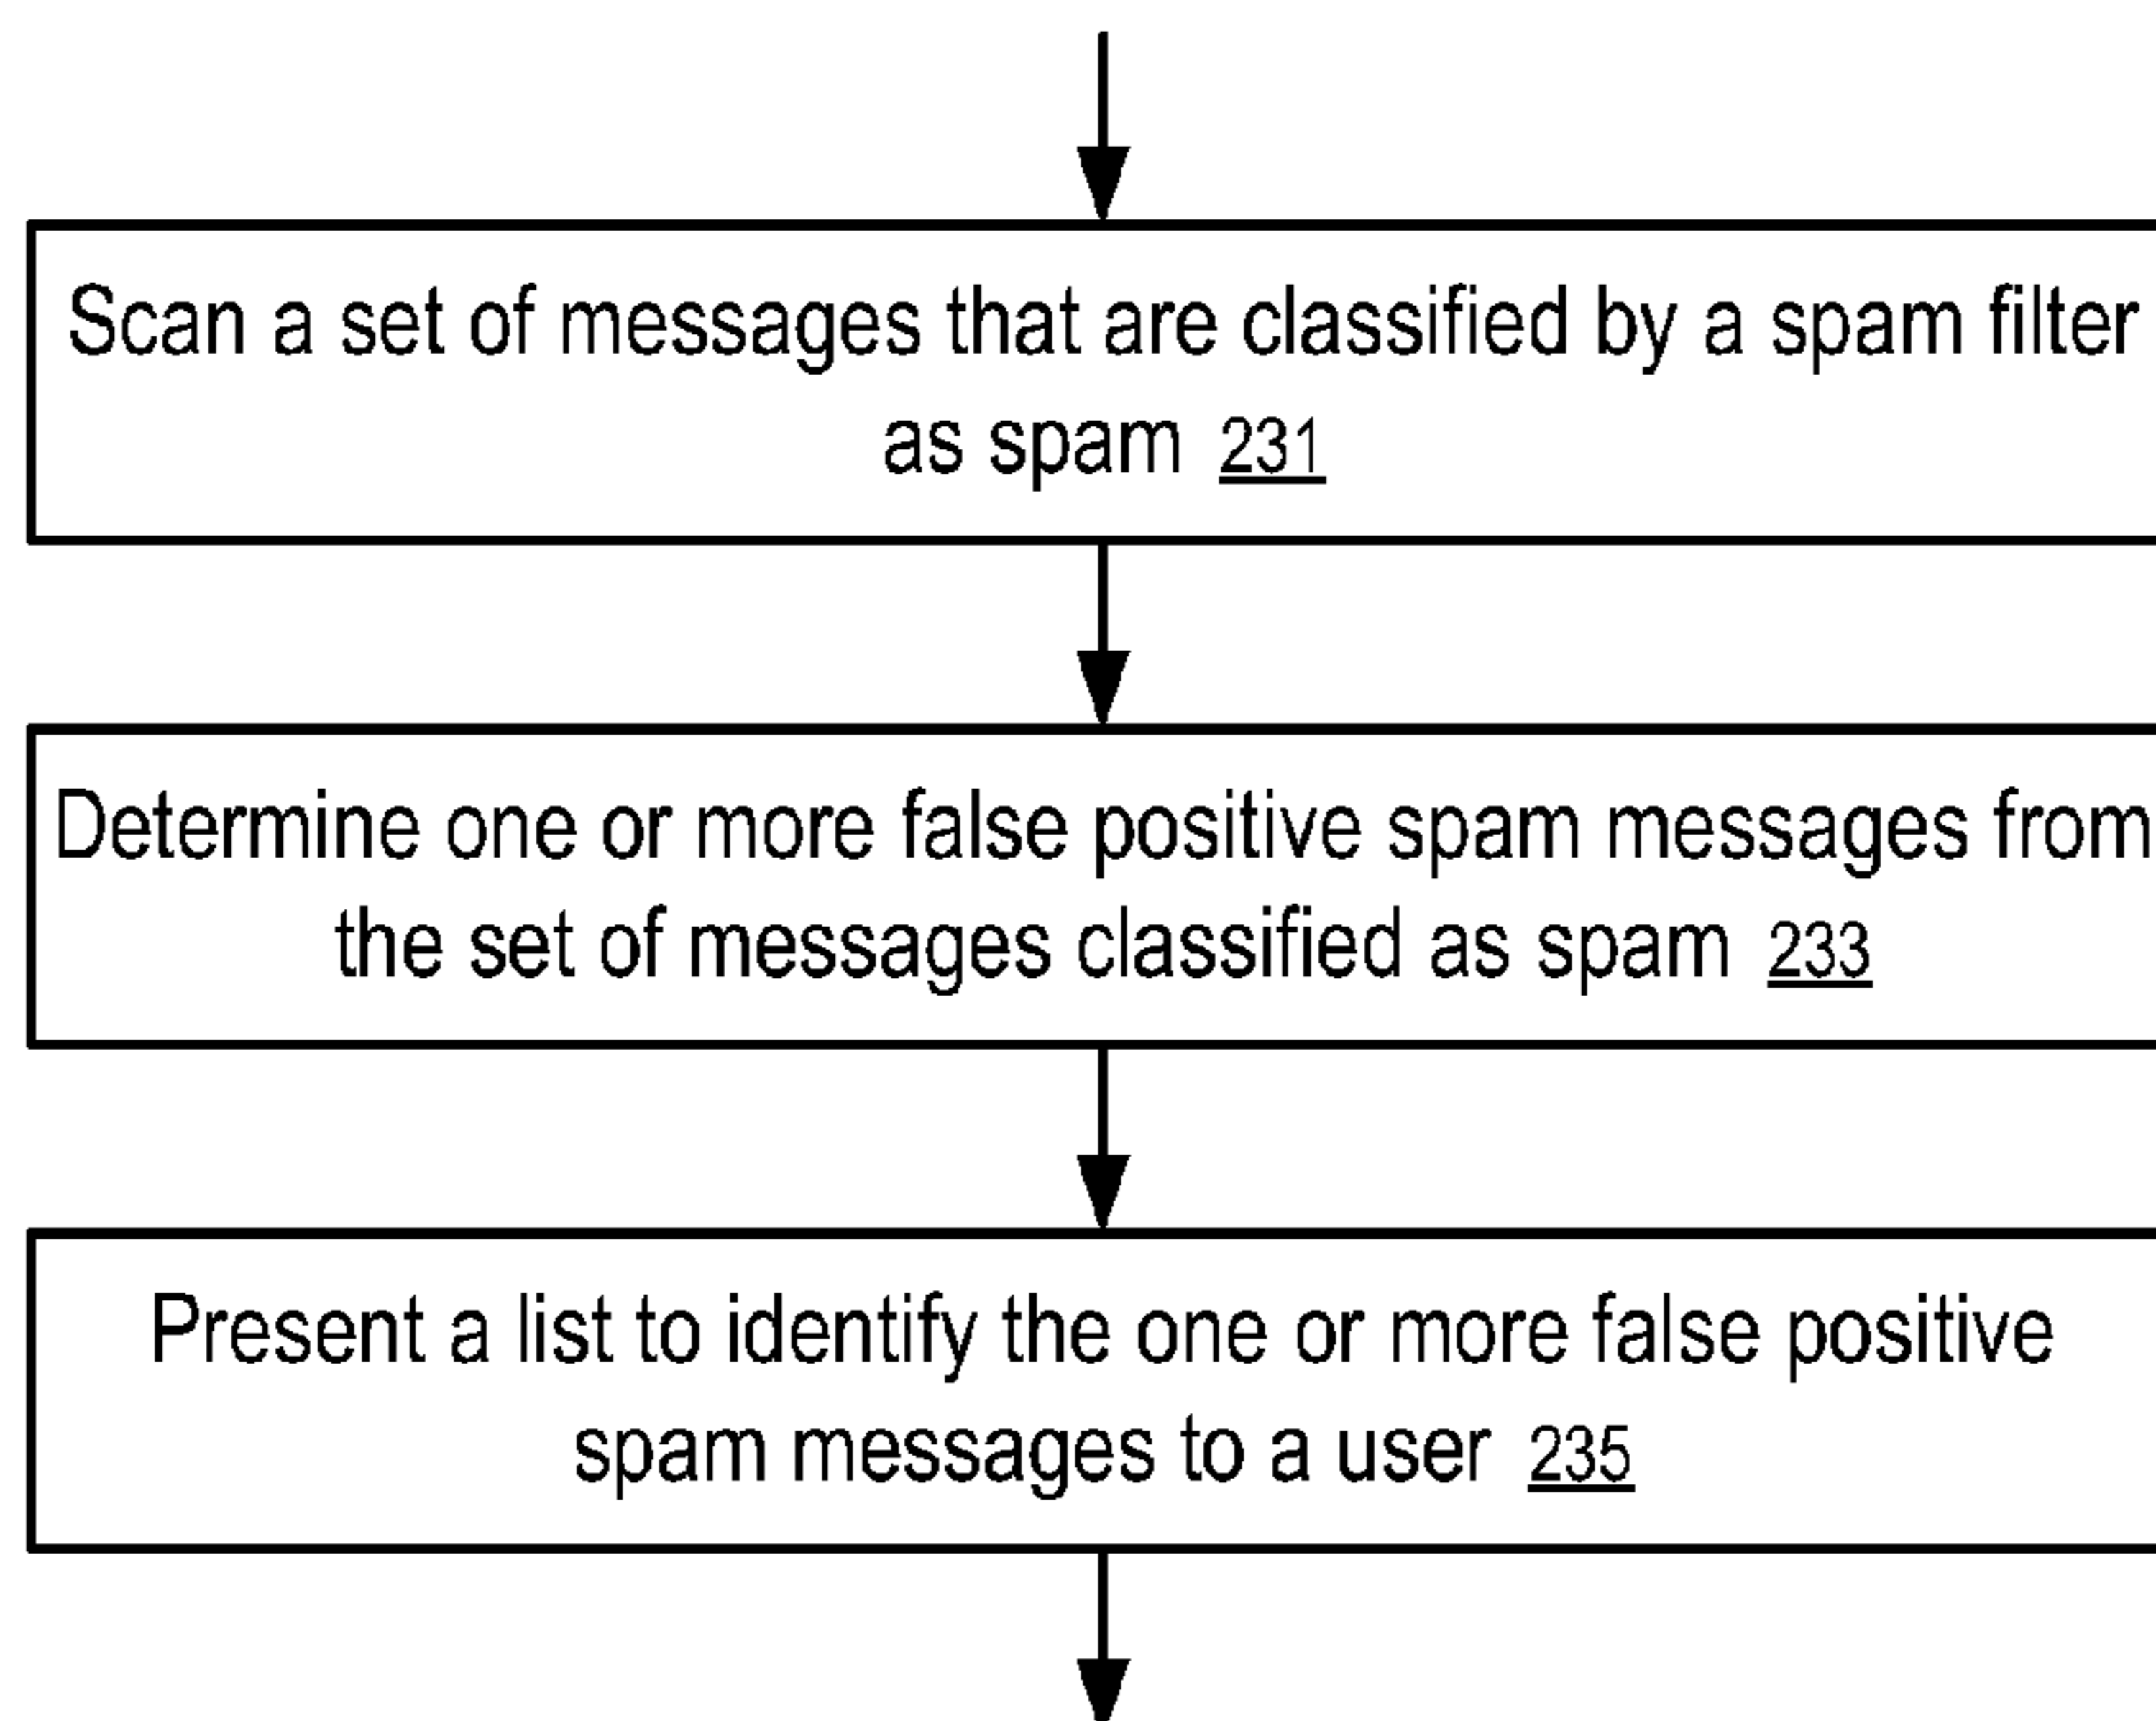 Scan a set of messages that are classified by a spam filter
as spam 231
Determine one or more false positive spam messages from
the set of messages classified as spam 233
Present a list to identify the one or more false positive
spam messages to a user 235